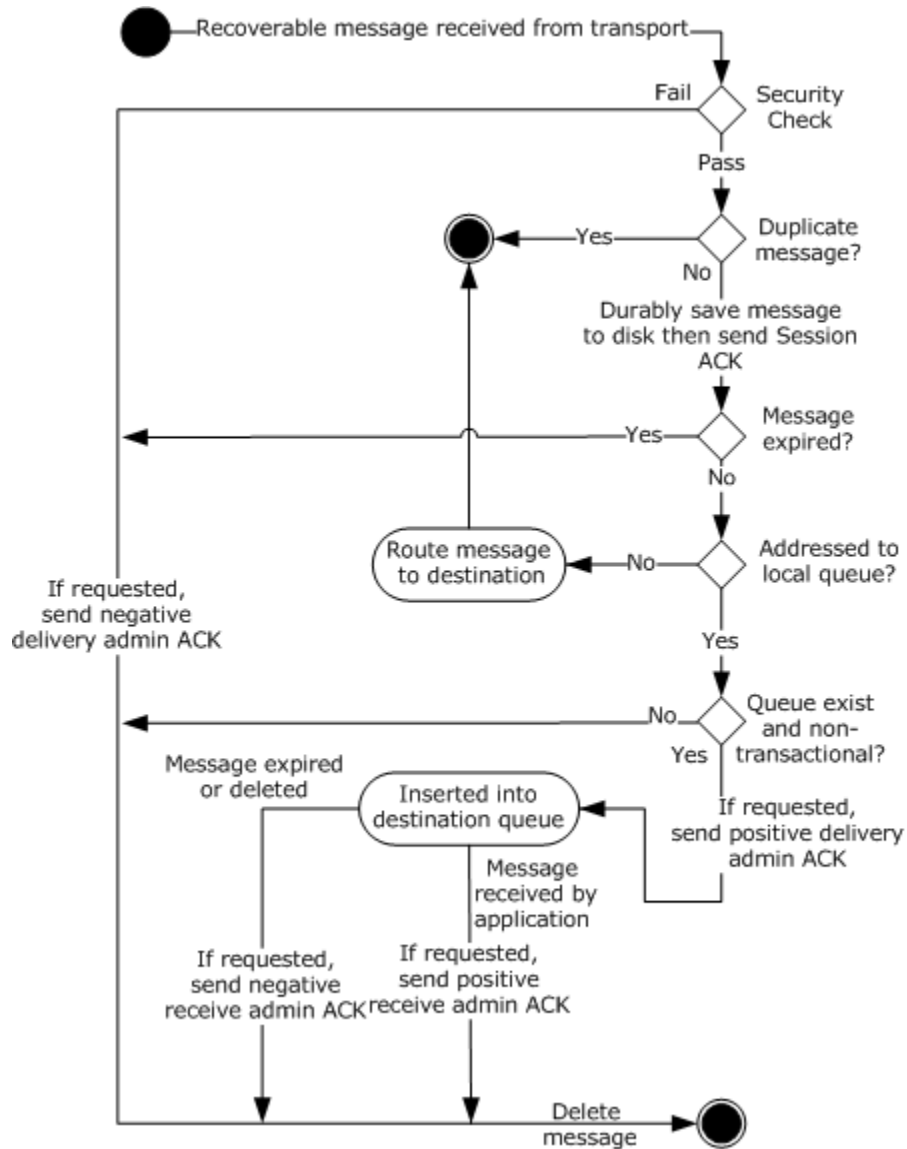 Recoverable message received from transport
Fail
Security
Check
Pass
Duplicate
message?
Yes
No
Durably save message
to disk then send Session
ACK
Message
expired?
Yes
No
Addressed to
local queue?
No
Route message
to destination
Yes
If requested,
send negative
delivery admin ACK
Queue exist
and non-
transactional?
No
Yes
Message expired
or deleted
Inserted into
destination queue
If requested,
send positive delivery
admin ACK
Message
received by
application
If requested,
send negative
receive admin ACK
If requested,
send positive
receive admin ACK
Delete
message